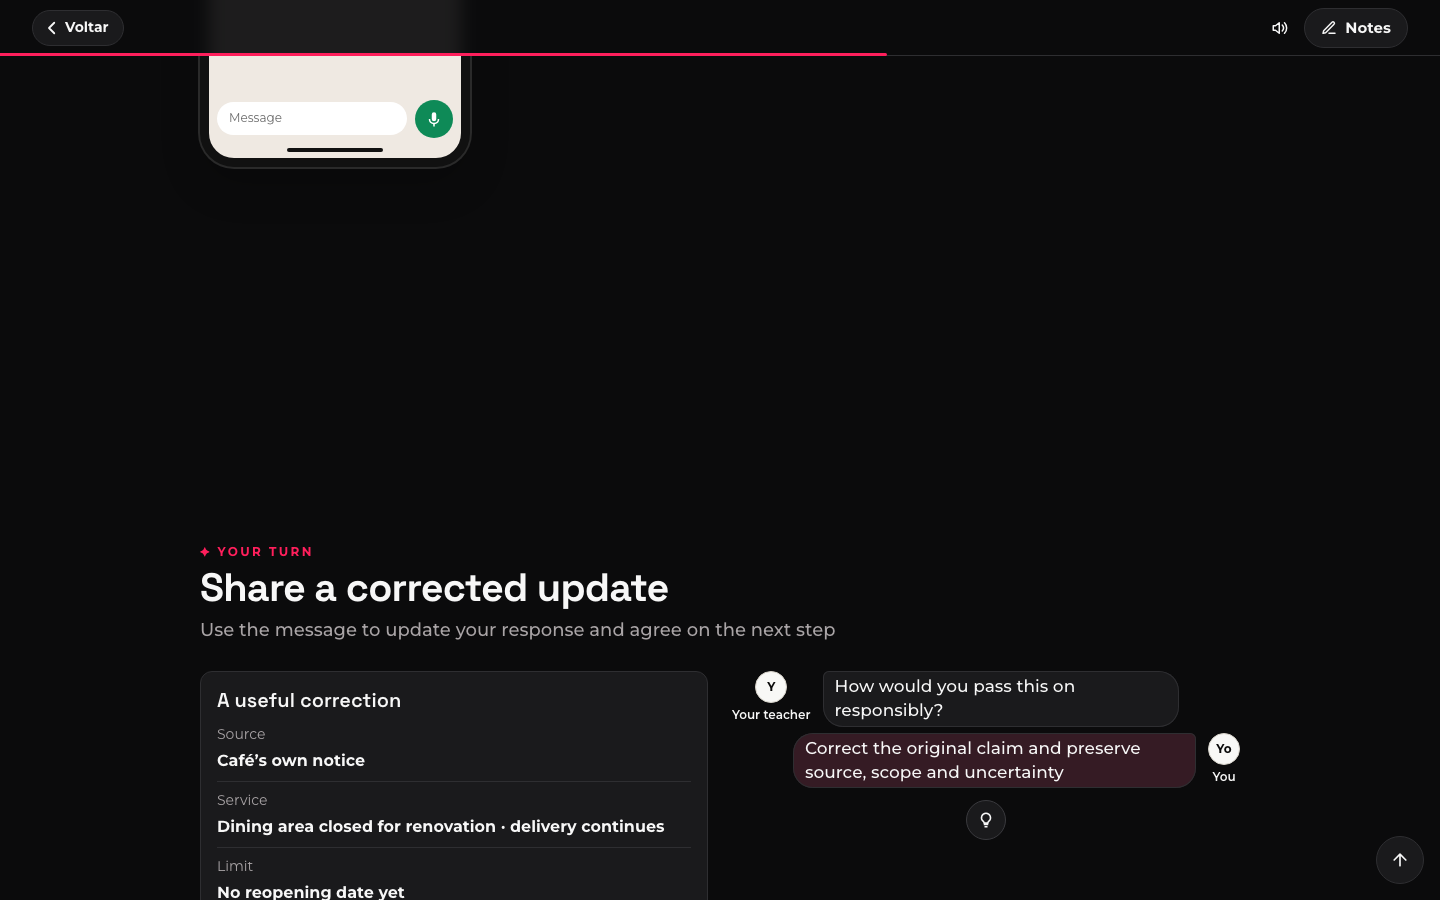 Voltar
Notes
Message
YOUR TURN
Share a corrected update
Use the message to update your response and agree on the next step
A useful correction
Source
Café’s own notice
Service
Dining area closed for renovation · delivery continues
Limit
No reopening date yet
Y
Your teacher
How would you pass this on
responsibly?
Correct the original claim and preserve
source, scope and uncertainty
Yo
You